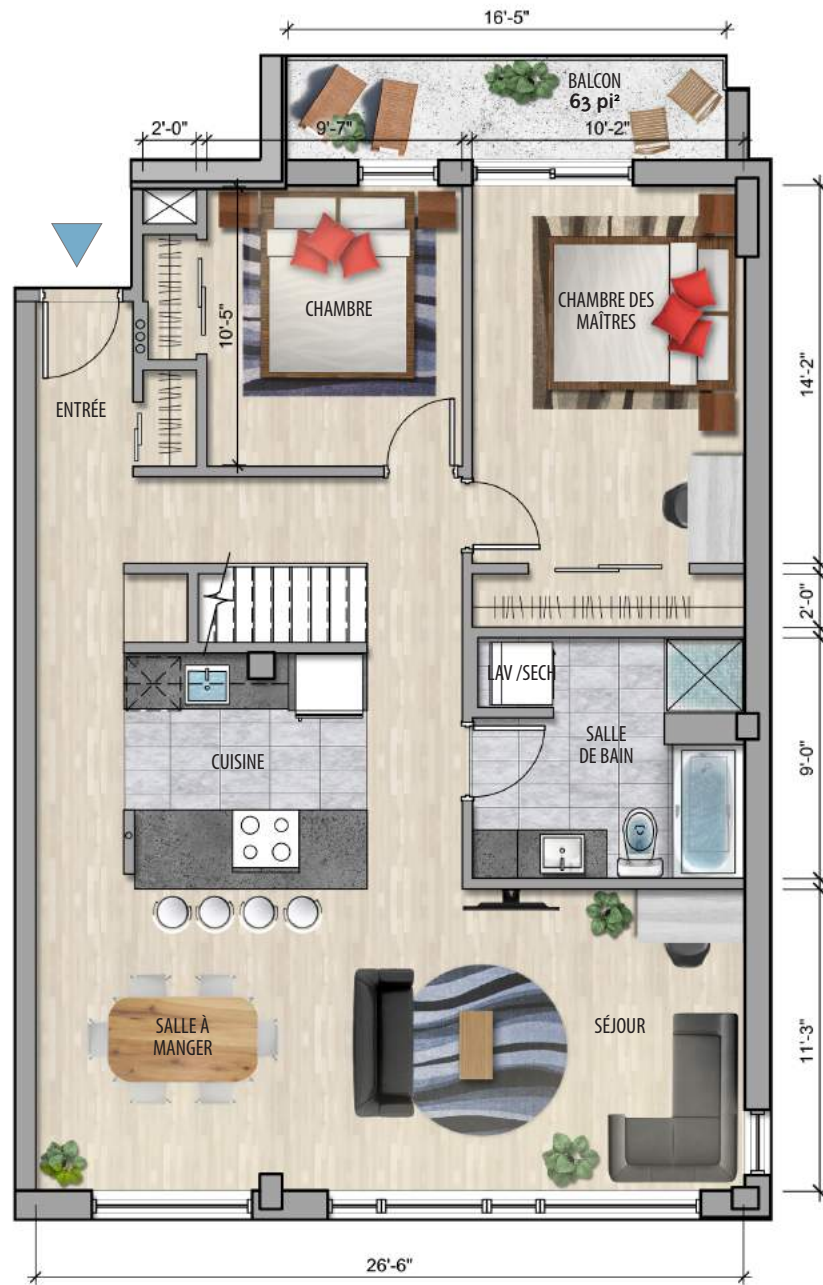 16'-5"
BALCON
63 pi²
2'-0"
9'-7"
10'-2"
CHAMBRE
CHAMBRE DES
MAÎTRES
10'-5"
14'-2"
ENTRÉE
2'-0"
LAV /SECH
SALLE
DE BAIN
CUISINE
9'-0"
SALLE À
MANGER
SÉJOUR
11'-3"
26'-6"